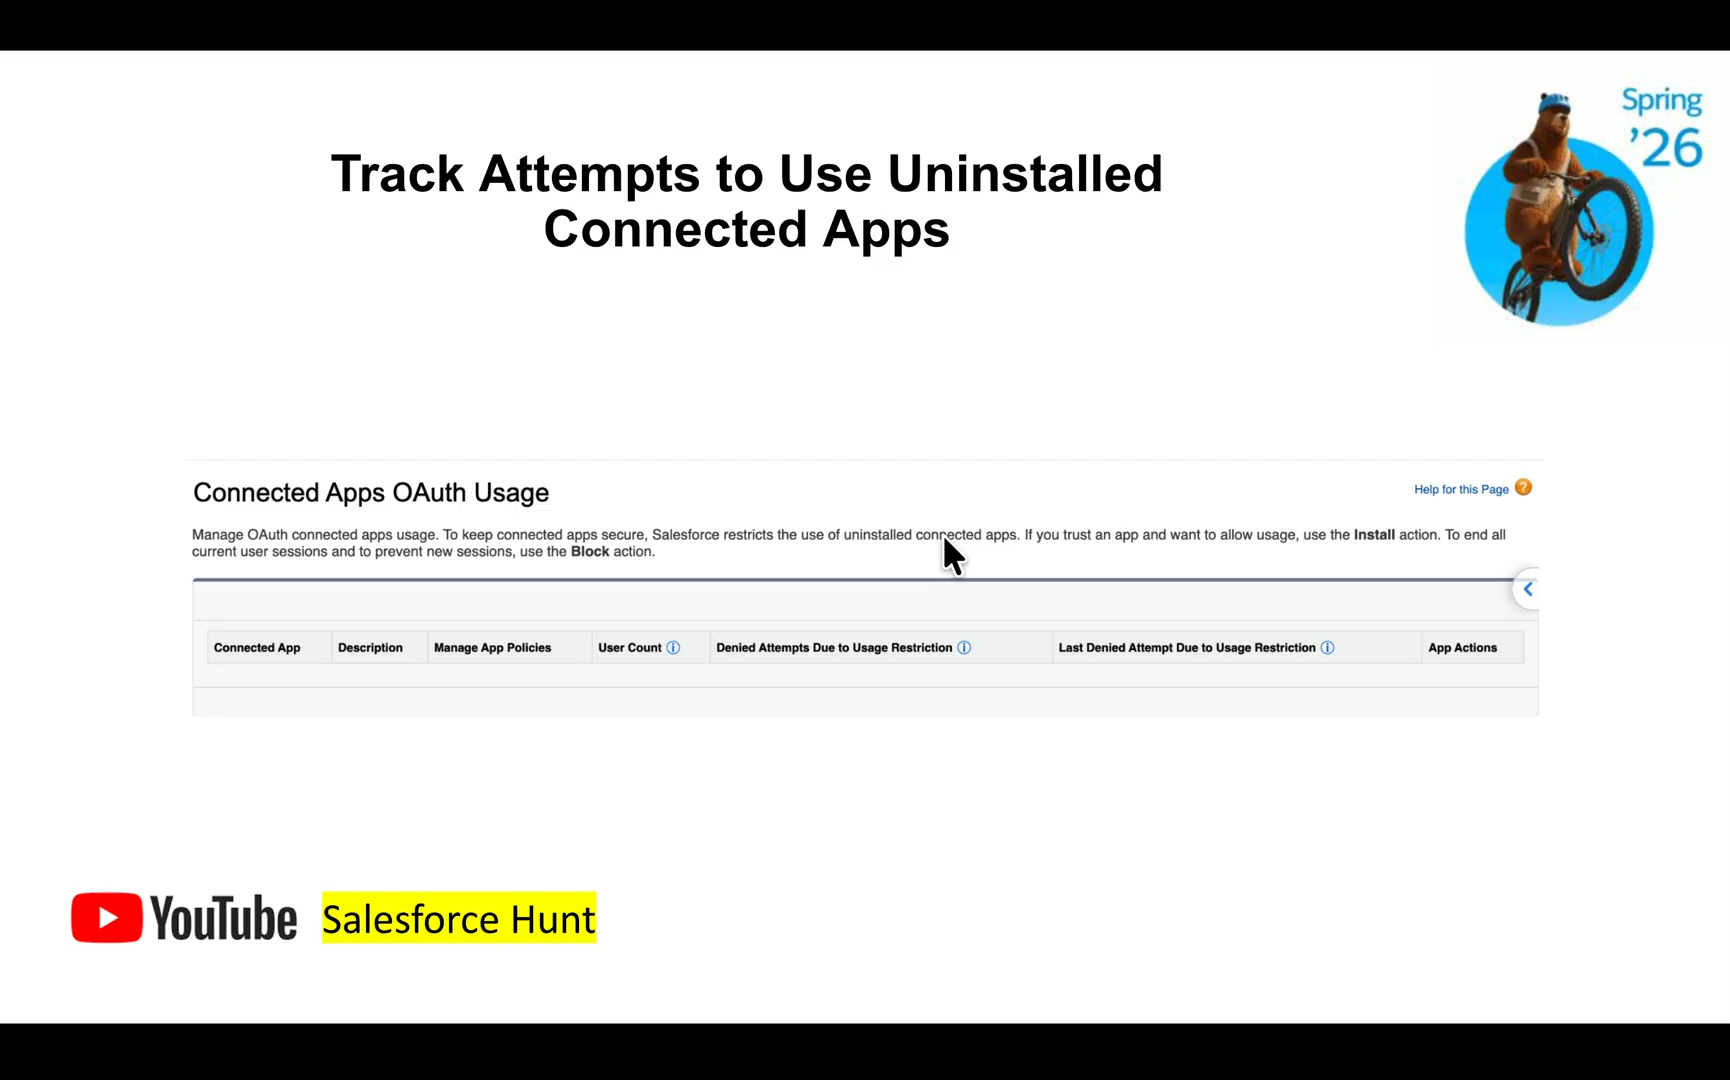 Spring
'26
Track Attempts to Use Uninstalled
Connected Apps
Connected Apps OAuth Usage
Help for this Page ?
Manage OAuth connected apps usage. To keep connected apps secure, Salesforce restricts the use of uninstalled connected apps. If you trust an app and want to allow usage, use the Install action. To end all
current user sessions and to prevent new sessions, use the Block action.
Connected App Description Manage App Policies User Count i Denied Attempts Due to Usage Restriction i Last Denied Attempt Due to Usage Restriction i App Actions
YouTube Salesforce Hunt